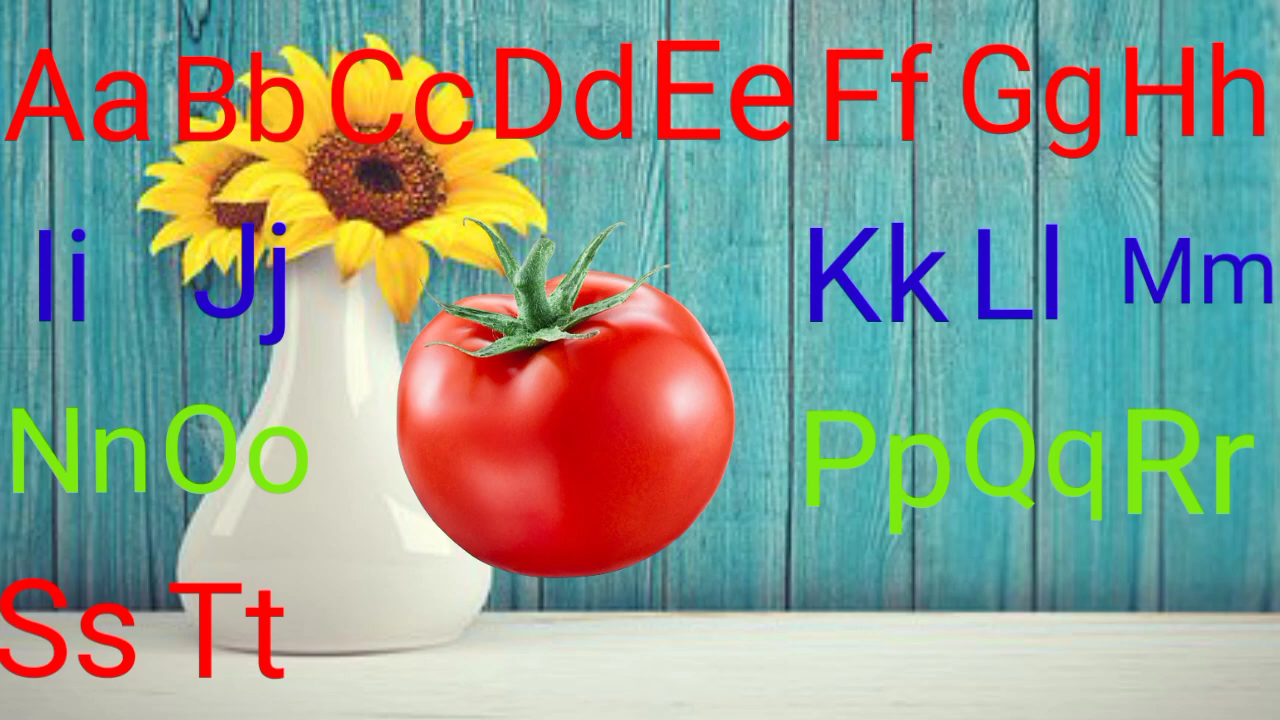 Aa Bb Cc Dd Ee Ff Gg Hh
Ii Jj Kk Ll Mm
Nn Oo Pp Qq Rr
Ss Tt